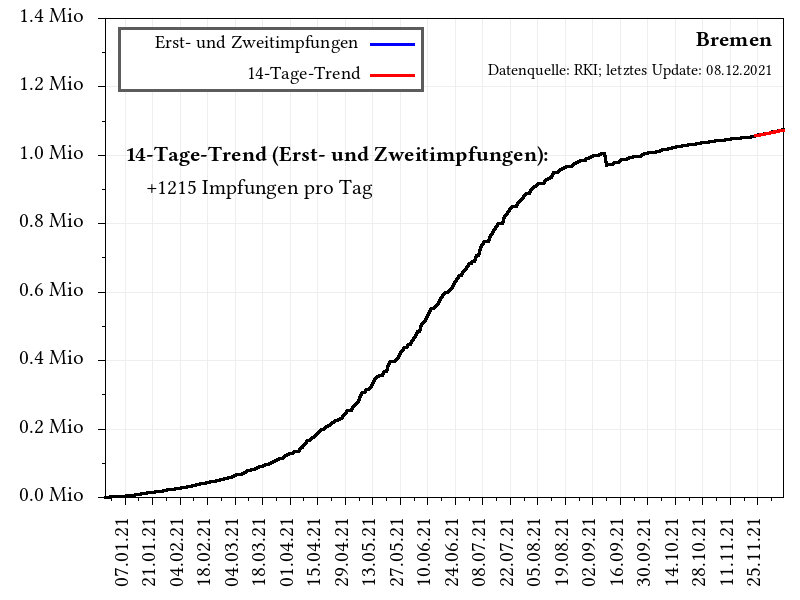 1.4 Mio
Erst- und Zweitimpfungen
14-Tage-Trend
Bremen
Datenquelle: RKI; letztes Update: 08.12.2021
1.2 Mio
14-Tage-Trend (Erst- und Zweitimpfungen):
+1215 Impfungen pro Tag
1.0 Mio
0.8 Mio
0.6 Mio
0.4 Mio
0.2 Mio
0.0 Mio
07.01.21
21.01.21
04.02.21
18.02.21
04.03.21
18.03.21
01.04.21
15.04.21
29.04.21
13.05.21
27.05.21
10.06.21
24.06.21
08.07.21
22.07.21
05.08.21
19.08.21
02.09.21
16.09.21
30.09.21
14.10.21
28.10.21
11.11.21
25.11.21